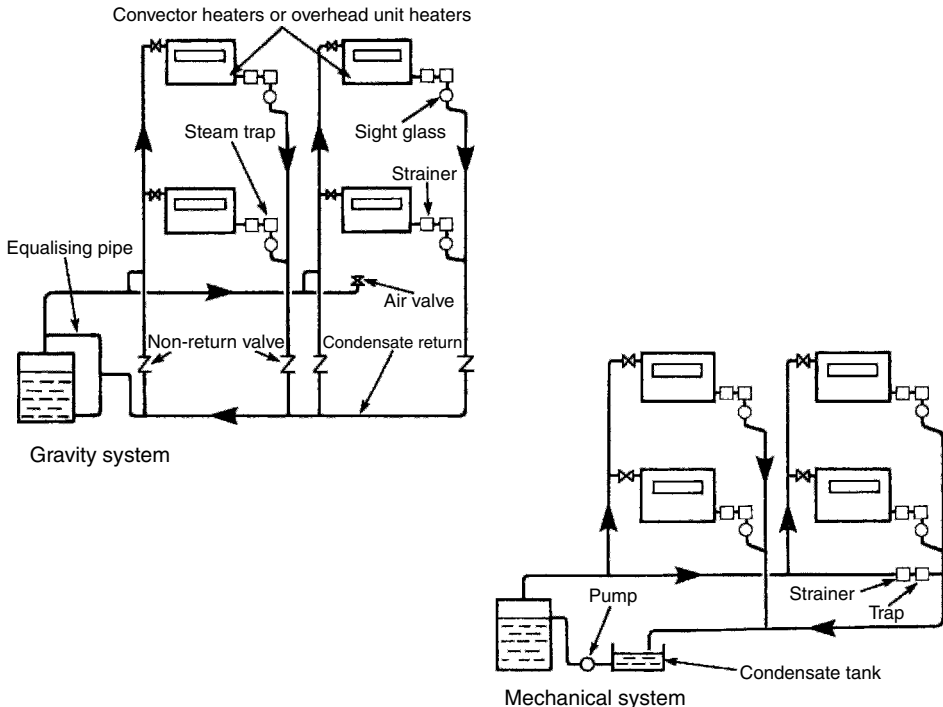 Convector heaters or overhead unit heaters
Steam trap
Sight glass
Strainer
Equalising pipe
Air valve
Non-return valve
Condensate return
Gravity system
Strainer
Trap
Pump
Condensate tank
Mechanical system